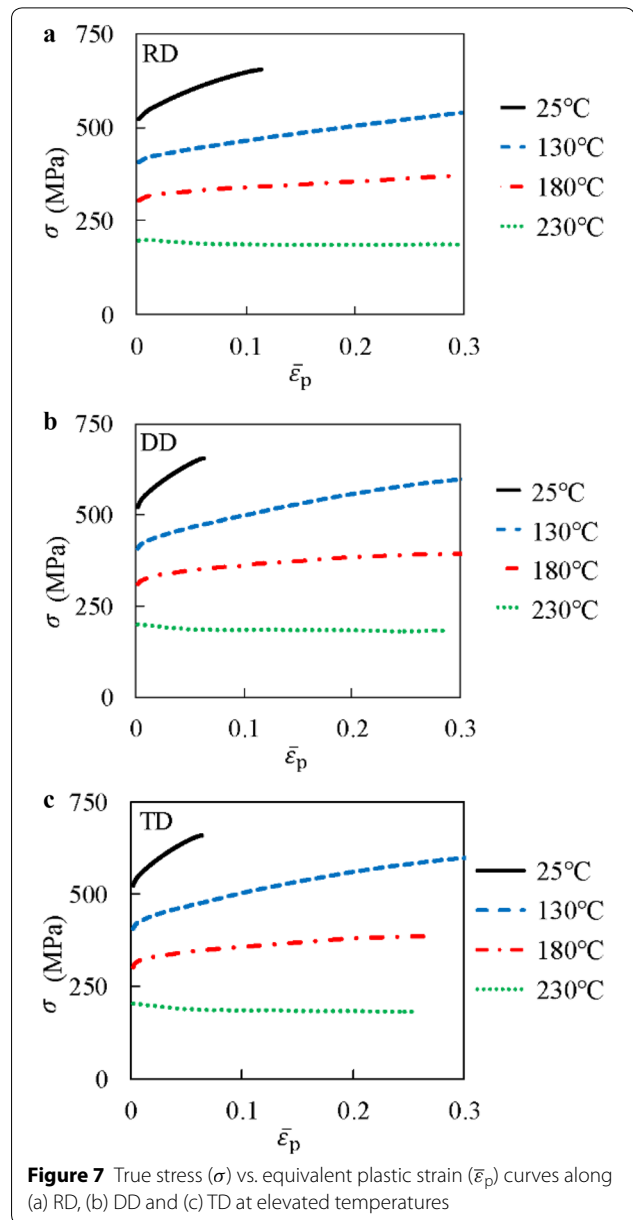 a
750
RD
500
250
0
σ (MPa)
0
0.1
0.2
0.3
ε̄p
25℃
130℃
180℃
230℃
b
750
DD
500
250
0
σ (MPa)
0
0.1
0.2
0.3
ε̄p
25℃
130℃
180℃
230℃
c
750
TD
500
250
0
σ (MPa)
0
0.1
0.2
0.3
ε̄p
25℃
130℃
180℃
230℃
Figure 7 True stress (σ) vs. equivalent plastic strain (ε̄p) curves along
(a) RD, (b) DD and (c) TD at elevated temperatures